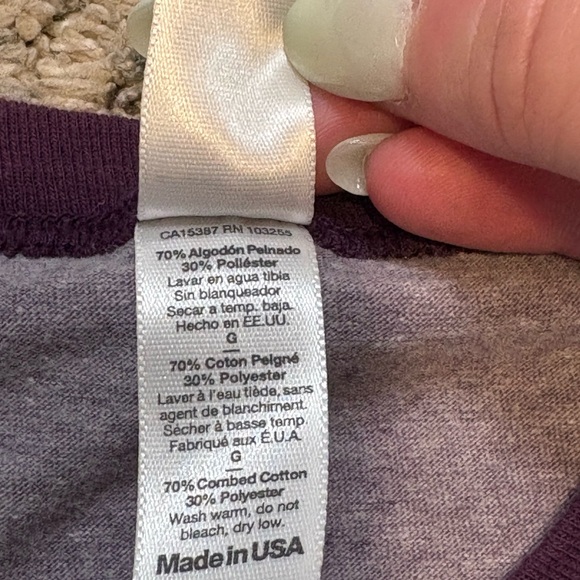 CA15387 RN 103255
70% Algodón Peinado
30% Poliéster
Lavar en agua tibia
Sin blanqueador
Secar a temp. baja.
Hecho en EE.UU.
G
70% Coton Peigné
30% Polyester
Laver à l'eau tiède, sans
agent de blanchiment.
Sécher à basse temp.
Fabriqué aux É.U.A.
G
70% Combed Cotton
30% Polyester
Wash warm, do not
bleach, dry low.
Made in USA